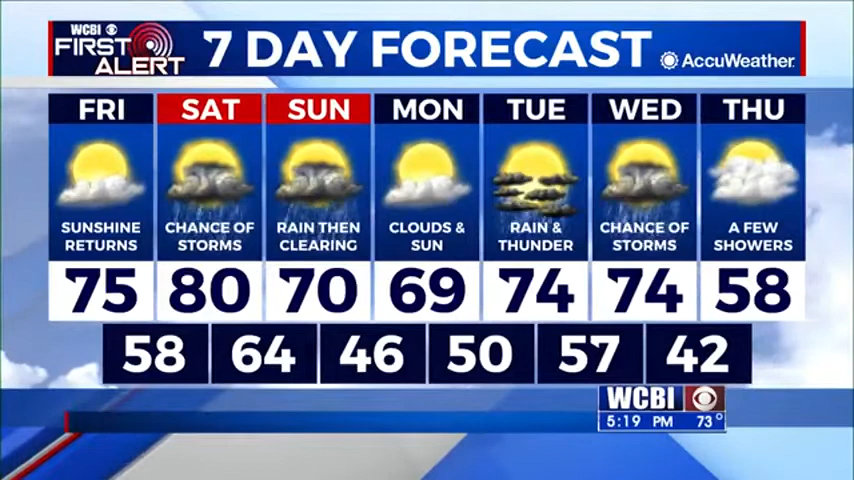 WCBI
FIRST
ALERT
7 DAY FORECAST
AccuWeather
FRI SAT SUN MON TUE WED THU
SUNSHINE RETURNS
CHANCE OF STORMS
RAIN THEN CLEARING
CLOUDS & SUN
RAIN & THUNDER
CHANCE OF STORMS
A FEW SHOWERS
75 80 70 69 74 74 58
58 64 46 50 57 42
WCBI
5:19 PM 73°